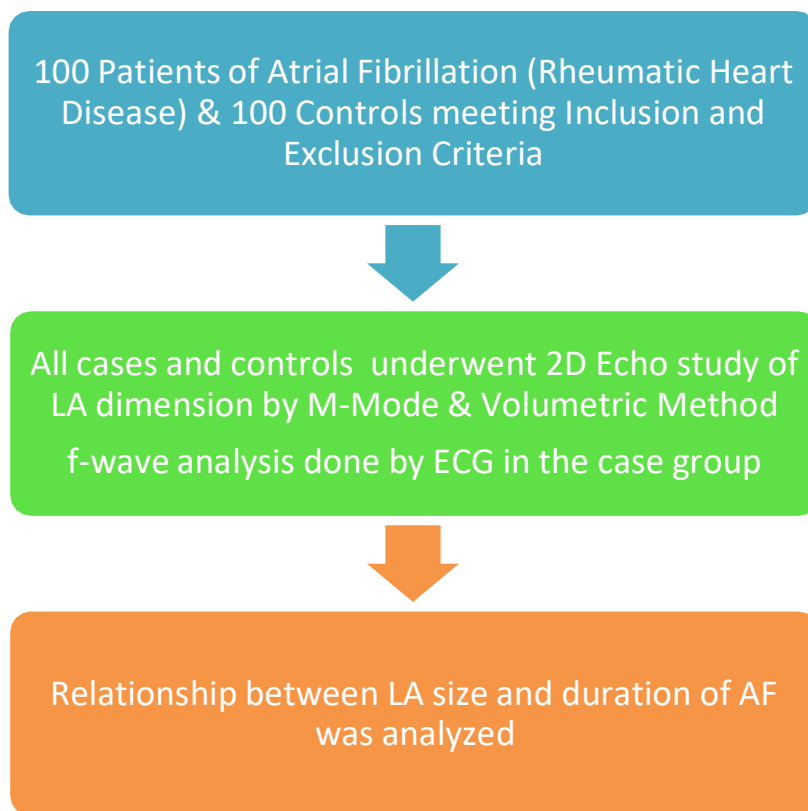 100 Patients of Atrial Fibrillation (Rheumatic Heart
Disease) & 100 Controls meeting Inclusion and
Exclusion Criteria
All cases and controls  underwent 2D Echo study of
LA dimension by M-Mode & Volumetric Method
f-wave analysis done by ECG in the case group
Relationship between LA size and duration of AF
was analyzed